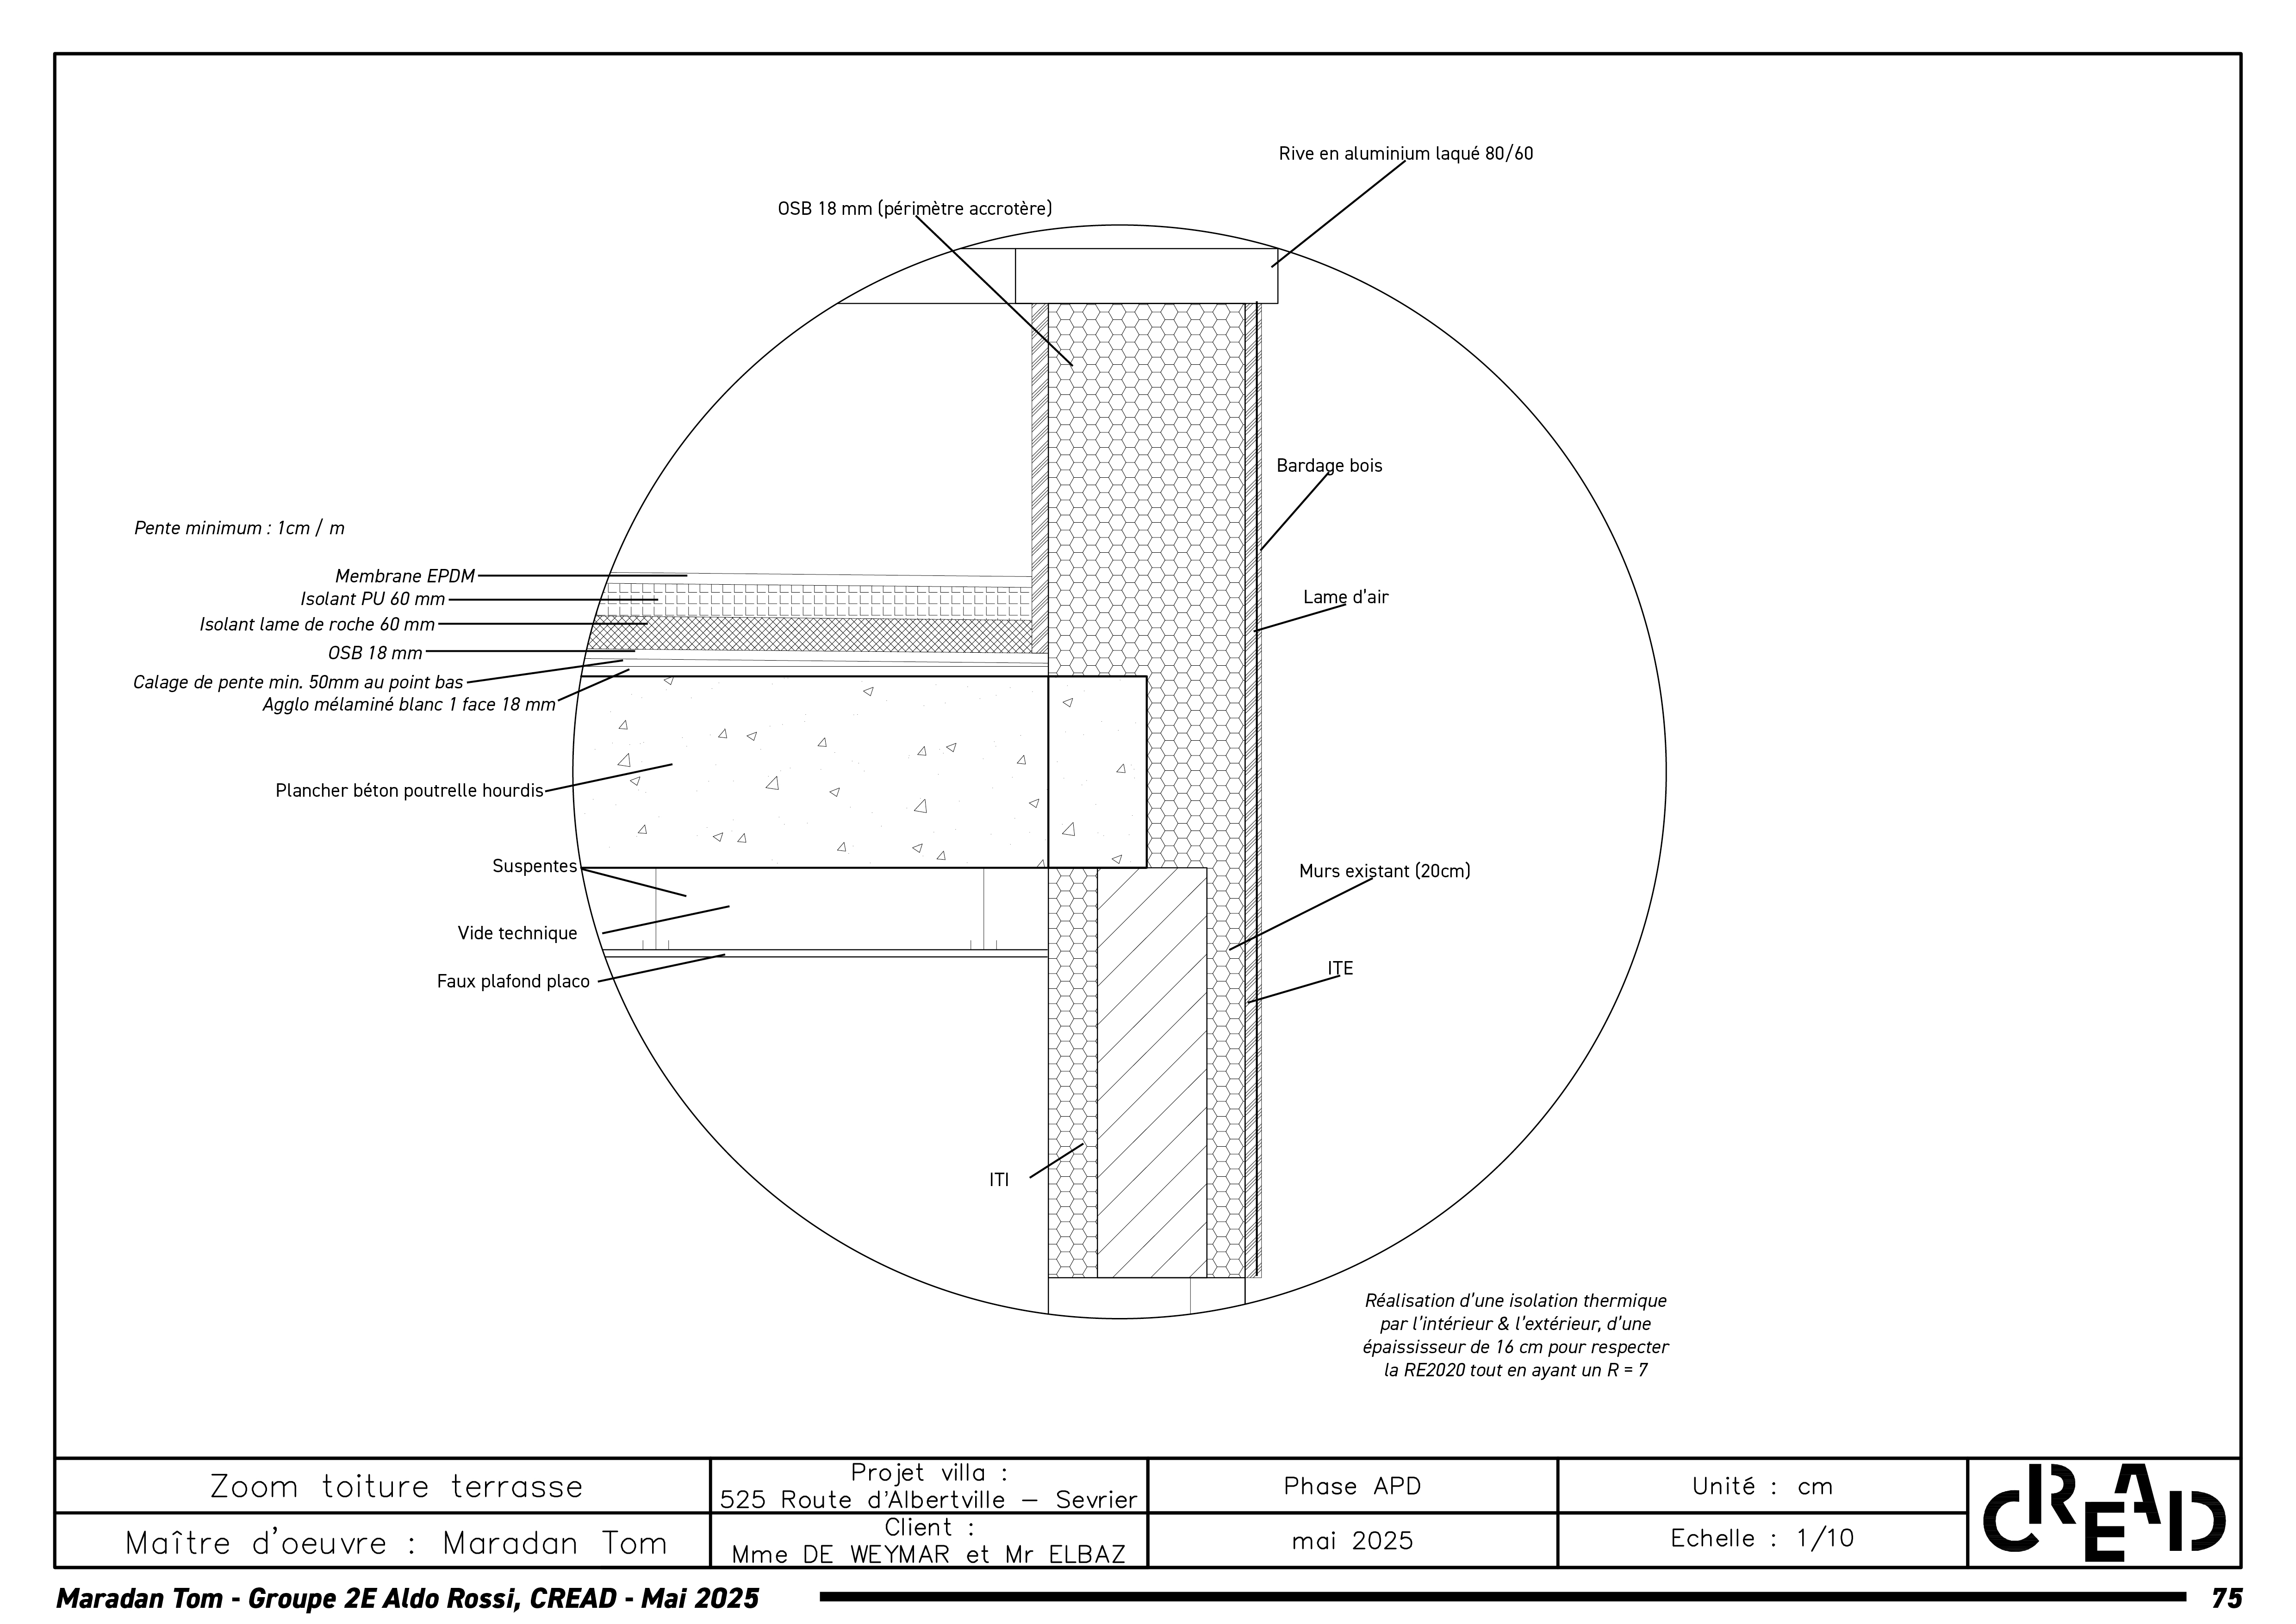 Rive en aluminium laqué 80/60
OSB 18 mm (périmètre accrotère)
Bardage bois
Pente minimum : 1cm / m
Membrane EPDM
Isolant PU 60 mm
Lame d'air
Isolant lame de roche 60 mm
OSB 18 mm
Calage de pente min. 50mm au point bas
Agglo mélaminé blanc 1 face 18 mm
Plancher béton poutrelle hourdis
Suspentes
Murs existant (20cm)
Vide technique
ITE
Faux plafond placo
ITI
Réalisation d'une isolation thermique
par l'intérieur & l'extérieur, d'une
épaississeur de 16 cm pour respecter
la RE2020 tout en ayant un R = 7
Zoom toiture terrasse
Maître d'oeuvre : Maradan Tom
Projet villa :
525 Route d'Albertville - Sevrier
Client :
Mme DE WEYMAR et Mr ELBAZ
Phase APD
mai 2025
Unité : cm
Echelle : 1/10
CREAD
Maradan Tom - Groupe 2E Aldo Rossi, CREAD - Mai 2025
75